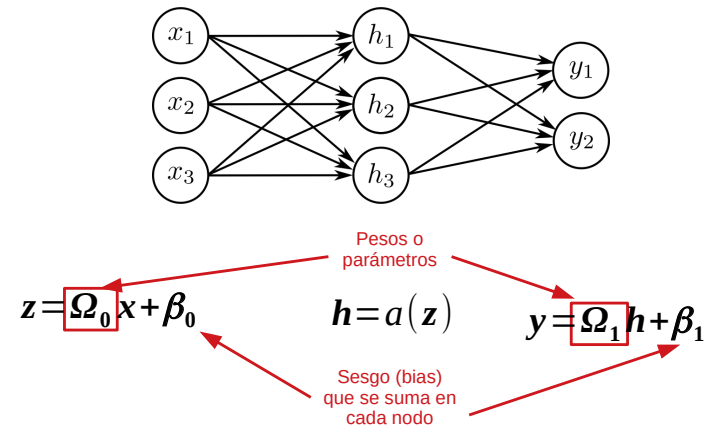 x₁ h₁
y₁
x₂ h₂
y₂
x₃ h₃
Pesos o
parámetros
z=Ω₀x+β₀ h=a(z) y=Ω₁h+β₁
Sesgo (bias)
que se suma en
cada nodo